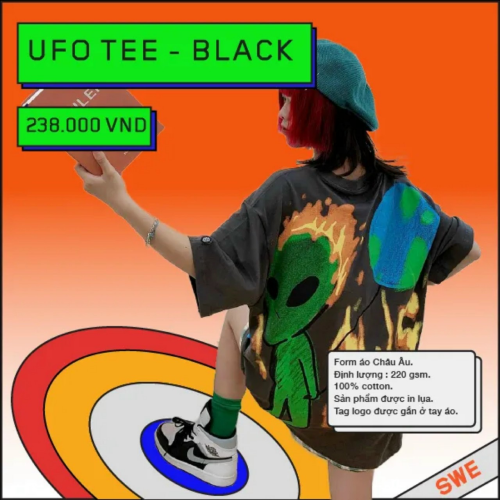 UFO TEE - BLACK
238.000 VND
Form áo Châu Âu.
Định lượng : 220 gsm.
100% cotton.
Sản phẩm được in lụa.
Tag logo được gắn ở tay áo.
SWE